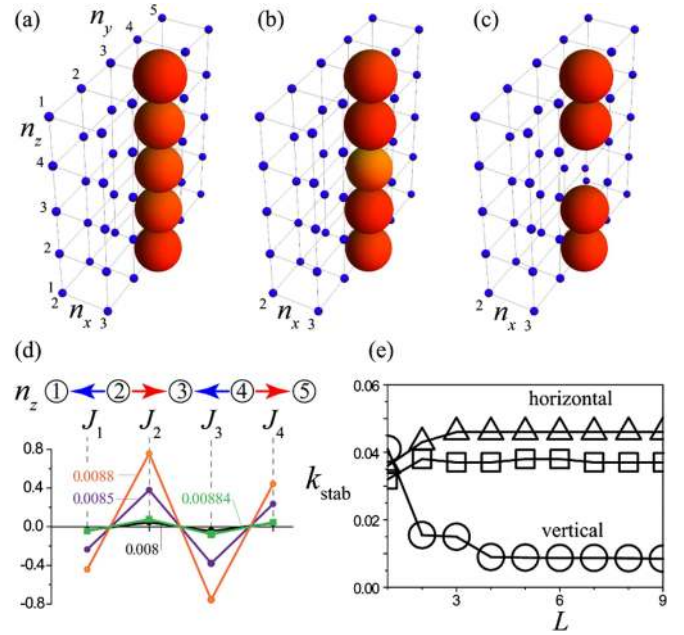 (a)
n_y
5
4
3
2
1
n_z
4
3
2
1
2
n_x
3
(b)
2
n_x
3
(c)
2
n_x
3
(d)
n_z
1 2 3 4 5
J_1 J_2 J_3 J_4
0.8
0.4
0.0
-0.4
-0.8
0.0088
0.0085
0.00884
0.008
(e)
0.06
0.04
0.02
0.00
k_stab
horizontal
vertical
3 6 9
L